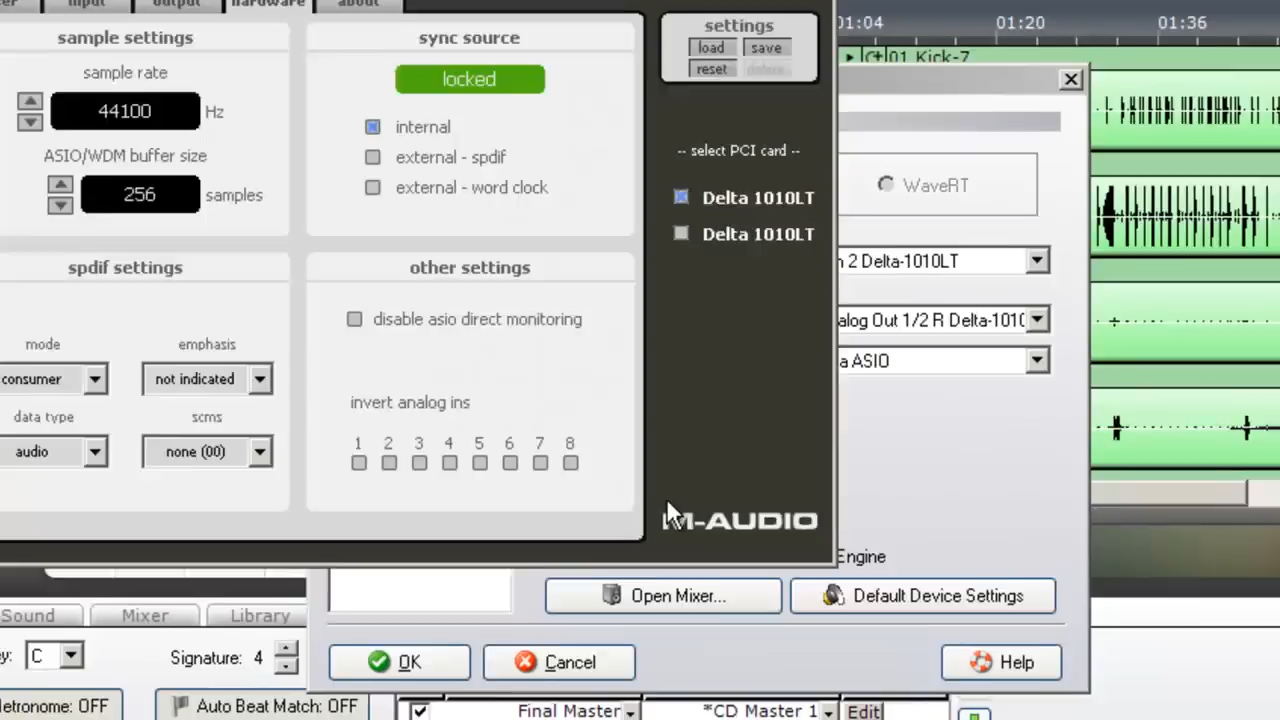 input
output
hardware
about
sample settings
sample rate
44100 Hz
ASIO/WDM buffer size
256 samples
sync source
locked
internal
external - spdif
external - word clock
settings
load save
reset delete
-- select PCI card --
Delta 1010LT
Delta 1010LT
spdif settings
mode emphasis
consumer not indicated
data type scms
audio none (00)
other settings
disable asio direct monitoring
invert analog ins
1 2 3 4 5 6 7 8
M-AUDIO
01:04 01:20 01:36
01 Kick-7
WaveRT
2 Delta-1010LT
alog Out 1/2 R Delta-1010
a ASIO
Engine
Open Mixer... Default Device Settings
OK Cancel Help
Sound Mixer Library
ey: C Signature: 4
etronome: OFF Auto Beat Match: OFF
Final Master *CD Master 1 Edit